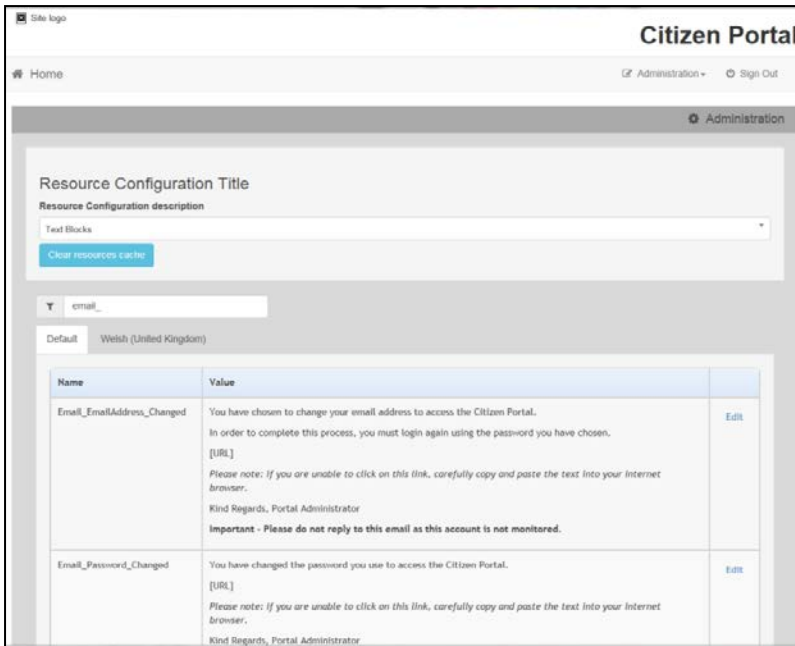 Site logo
Citizen Portal
Home
Administration
Sign Out
Administration
Resource Configuration Title
Resource Configuration description
Text Blocks
Clear resources cache
email_
Default
Welsh (United Kingdom)
Name
Value
Email_EmailAddress_Changed
You have chosen to change your email address to access the Citizen Portal.
Edit
In order to complete this process, you must login again using the password you have chosen.
[URL]
Please note: If you are unable to click on this link, carefully copy and paste the text into your internet
browser.
Kind Regards, Portal Administrator
Important - Please do not reply to this email as this account is not monitored.
Email_Password_Changed
You have changed the password you use to access the Citizen Portal.
Edit
[URL]
Please note: If you are unable to click on this link, carefully copy and paste the text into your internet
browser.
Kind Regards, Portal Administrator